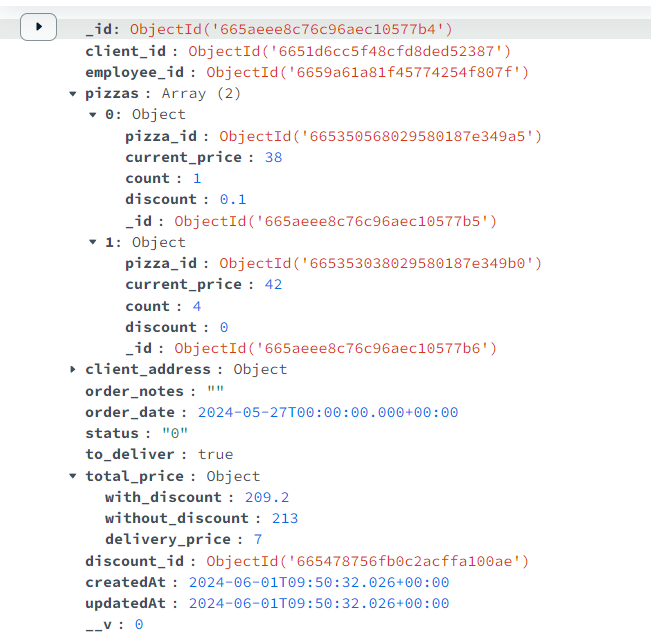 _id: ObjectId('665aeee8c76c96aec10577b4')
client_id : ObjectId('6651d6cc5f48cfd8ded52387')
employee_id : ObjectId('6659a61a81f45774254f807f')
pizzas : Array (2)
0: Object
pizza_id : ObjectId('665350568029580187e349a5')
current_price : 38
count : 1
discount : 0.1
_id : ObjectId('665aeee8c76c96aec10577b5')
1: Object
pizza_id : ObjectId('665353038029580187e349b0')
current_price : 42
count : 4
discount : 0
_id : ObjectId('665aeee8c76c96aec10577b6')
client_address : Object
order_notes : ""
order_date : 2024-05-27T00:00:00.000+00:00
status : "0"
to_deliver : true
total_price : Object
with_discount : 209.2
without_discount : 213
delivery_price : 7
discount_id : ObjectId('665478756fb0c2acffa100ae')
createdAt : 2024-06-01T09:50:32.026+00:00
updatedAt : 2024-06-01T09:50:32.026+00:00
__v : 0